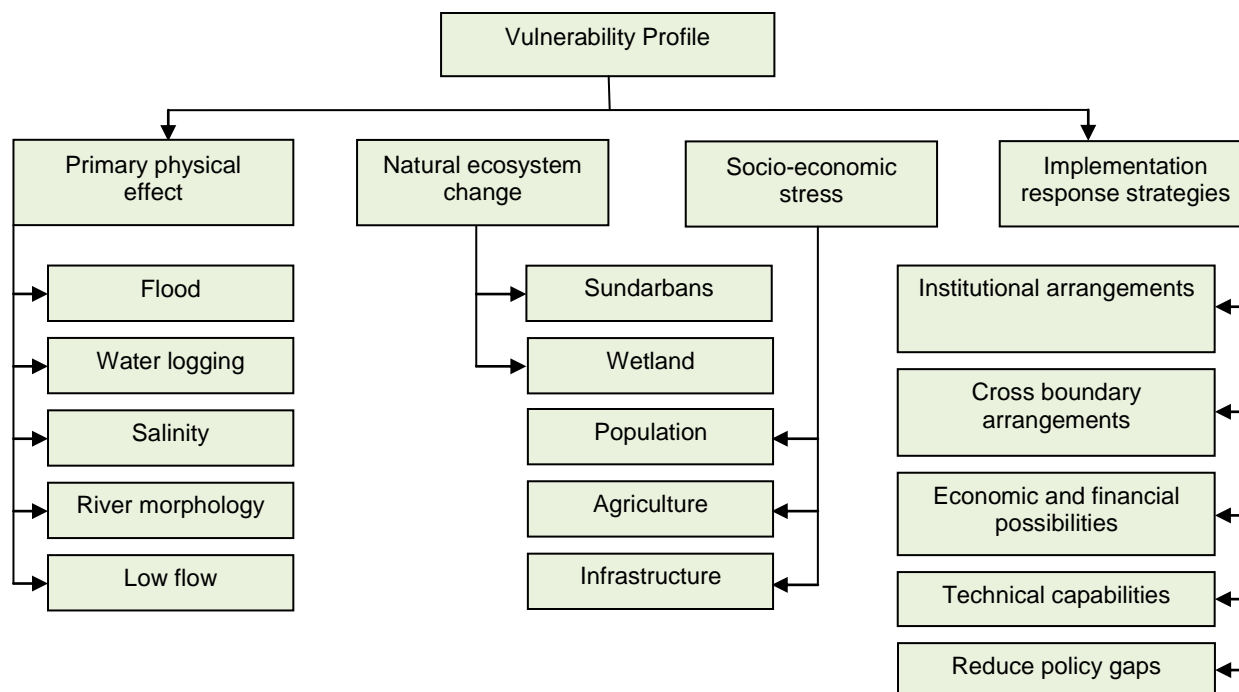 Vulnerability Profile
Primary physical
effect
Natural ecosystem
change
Socio-economic
stress
Implementation
response strategies
Flood
Water logging
Salinity
River morphology
Low flow
Sundarbans
Wetland
Population
Agriculture
Infrastructure
Institutional arrangements
Cross boundary
arrangements
Economic and financial
possibilities
Technical capabilities
Reduce policy gaps